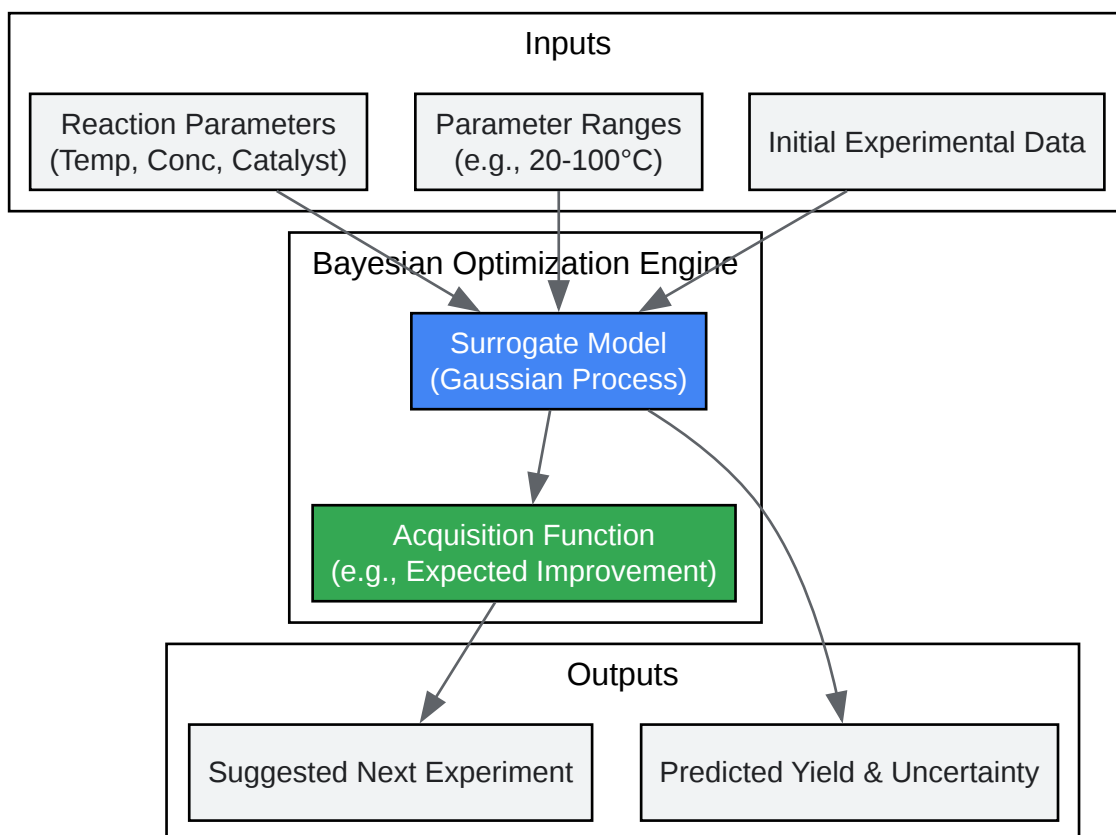 Inputs
Reaction Parameters
(Temp, Conc, Catalyst)
Parameter Ranges
(e.g., 20-100°C)
Initial Experimental Data
Bayesian Optimization Engine
Surrogate Model
(Gaussian Process)
Acquisition Function
(e.g., Expected Improvement)
Outputs
Suggested Next Experiment
Predicted Yield & Uncertainty